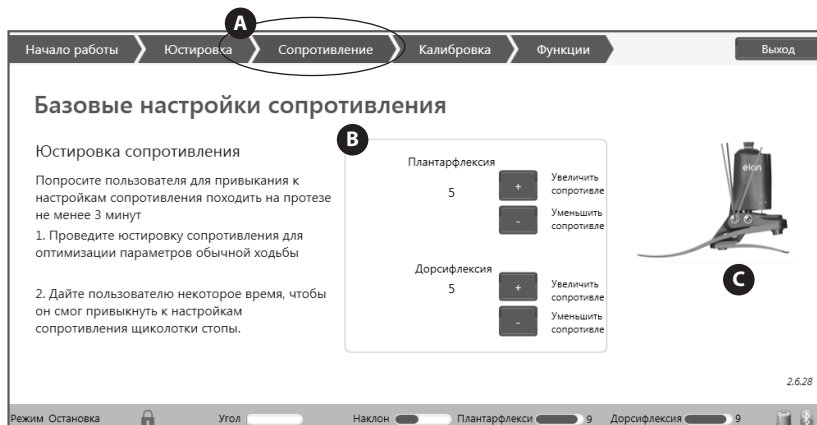 A
Начало работы Юстировка Сопротивление Калибровка Функции Выход
Базовые настройки сопротивления
Юстировка сопротивления
Попросите пользователя для привыкания к
настройкам сопротивления походить на протезе
не менее 3 минут
1. Проведите юстировку сопротивления для
оптимизации параметров обычной ходьбы
2. Дайте пользователю некоторое время, чтобы
он смог привыкнуть к настройкам
сопротивления щиколотки стопы.
B
Плантарфлексия
5
+
Увеличить
сопротивле
-
Уменьшить
сопротивле
Дорсифлексия
5
+
Увеличить
сопротивле
-
Уменьшить
сопротивле
élan
C
2.6.28
Режим Остановка Угол Наклон Плантарфлекси 9 Дорсифлексия 9